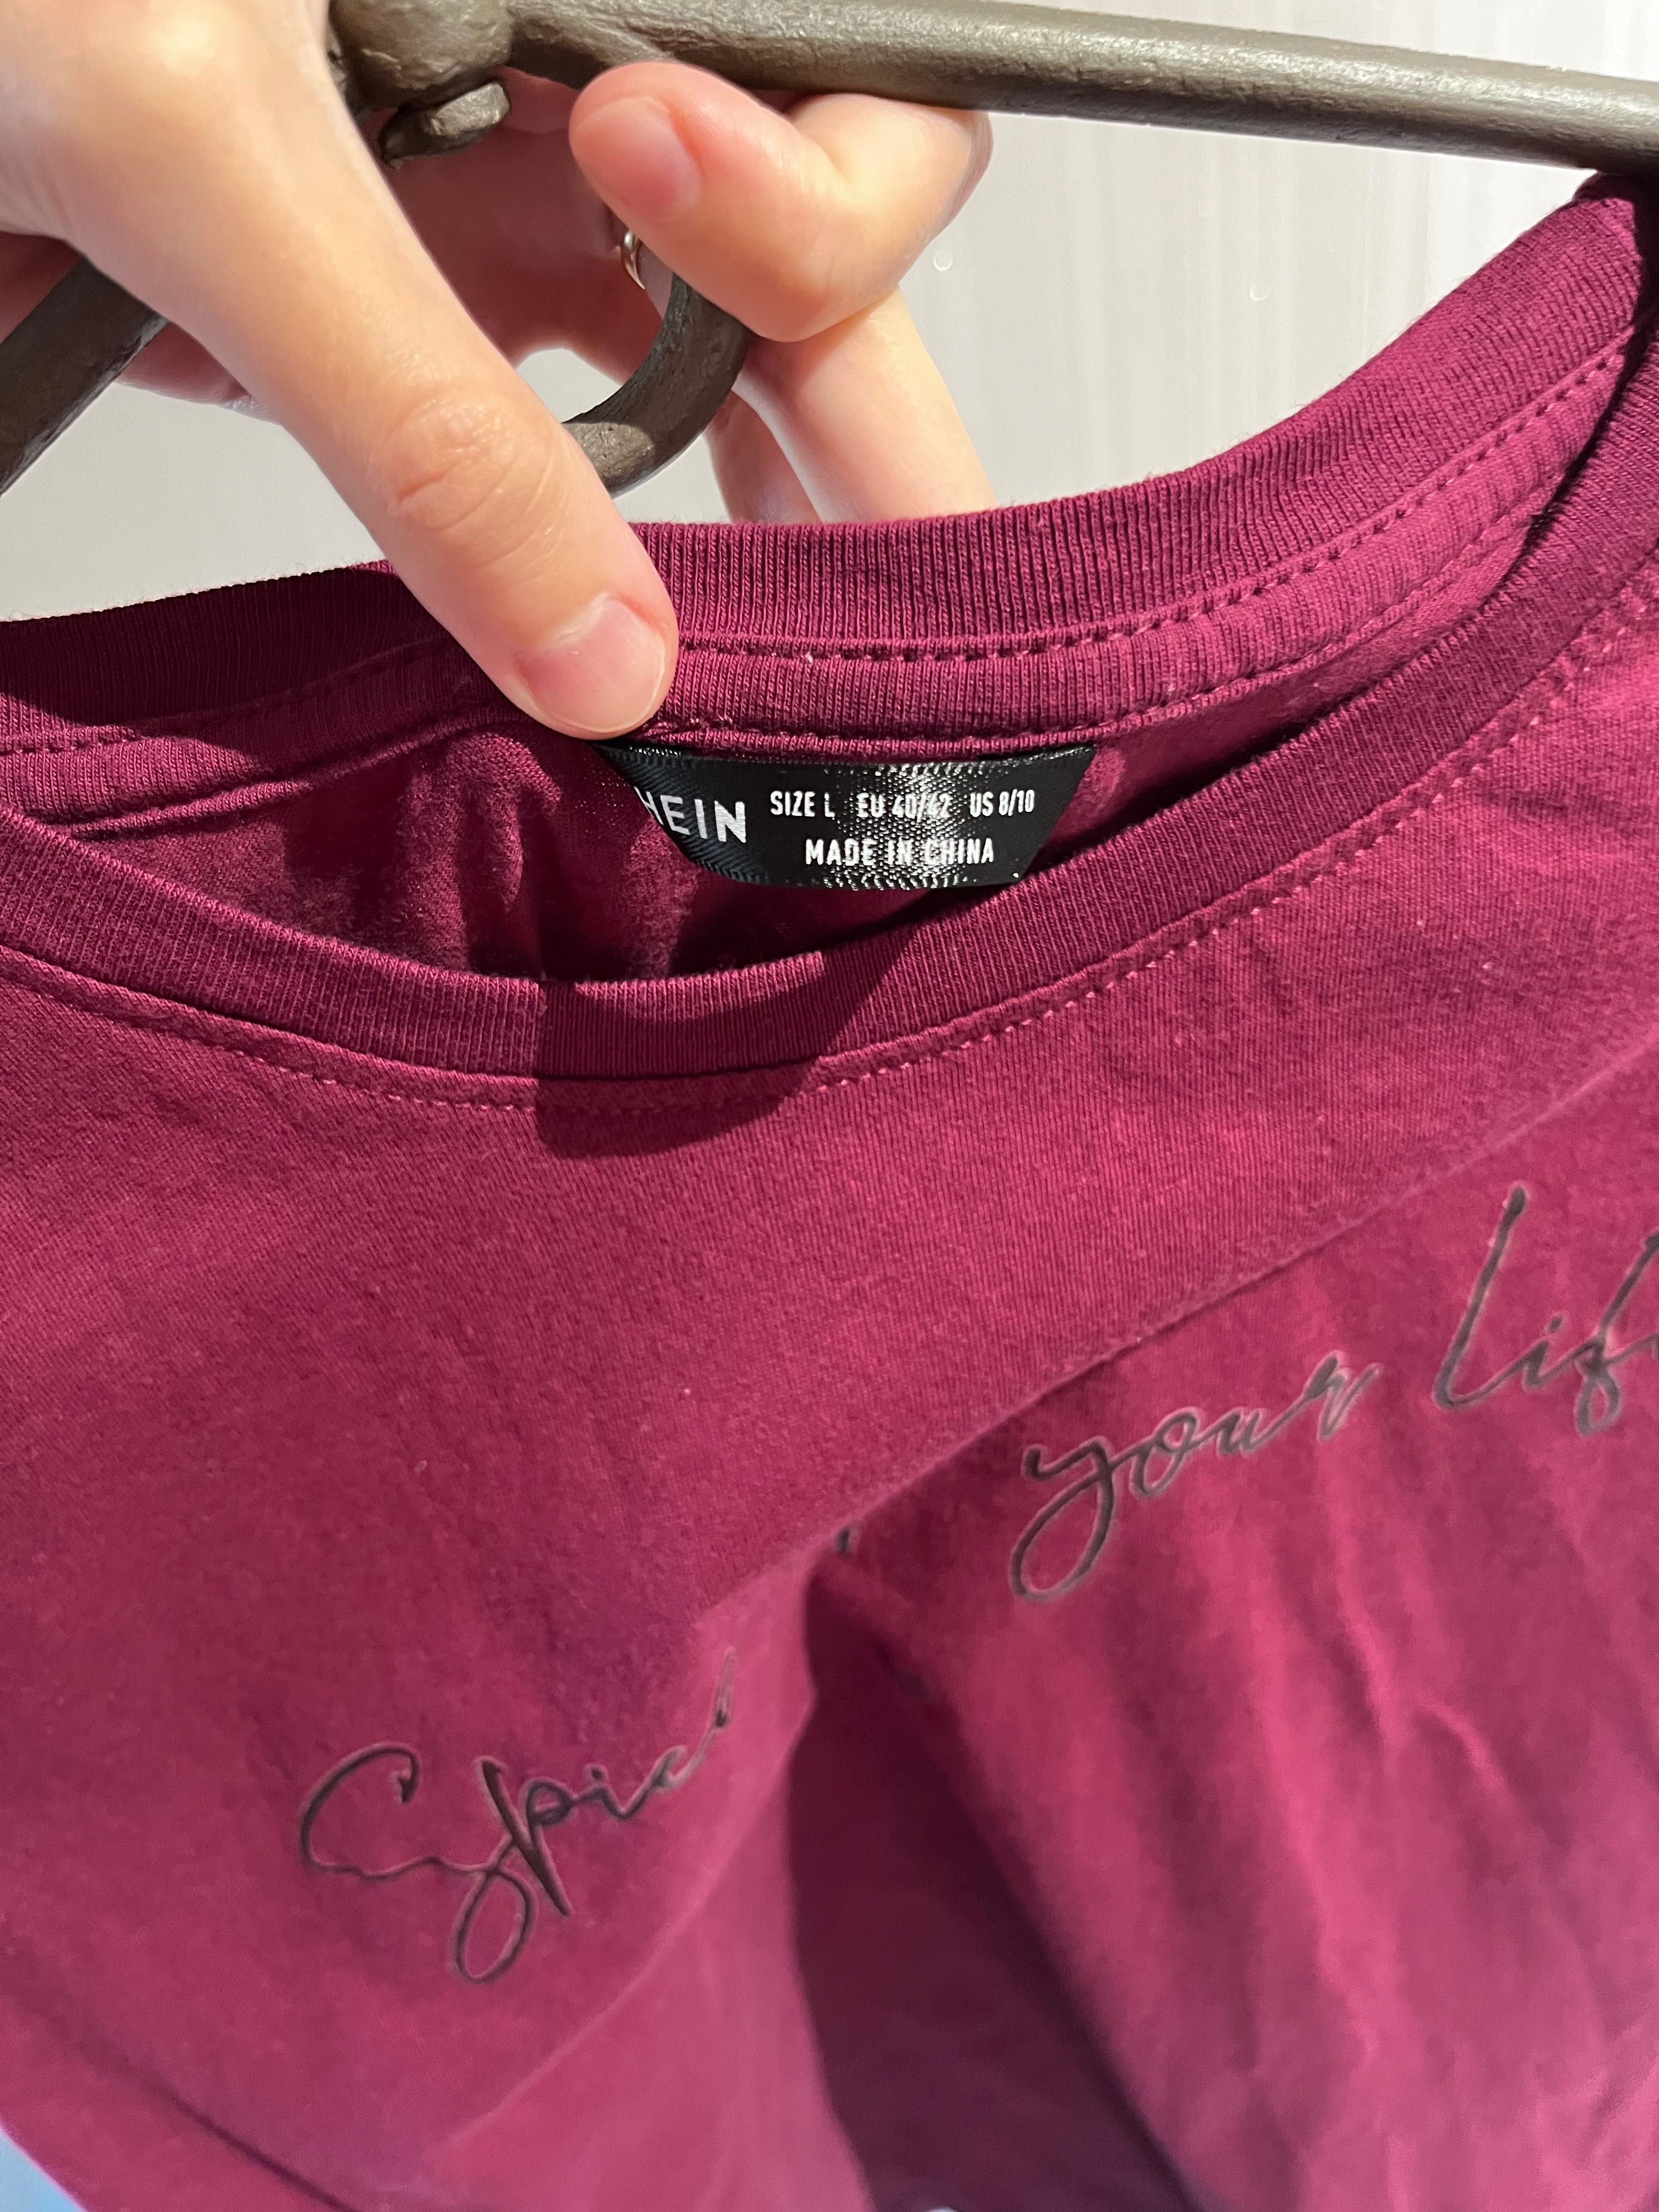 HEIN SIZE L EU 40/42 US 8/10
MADE IN CHINA
your